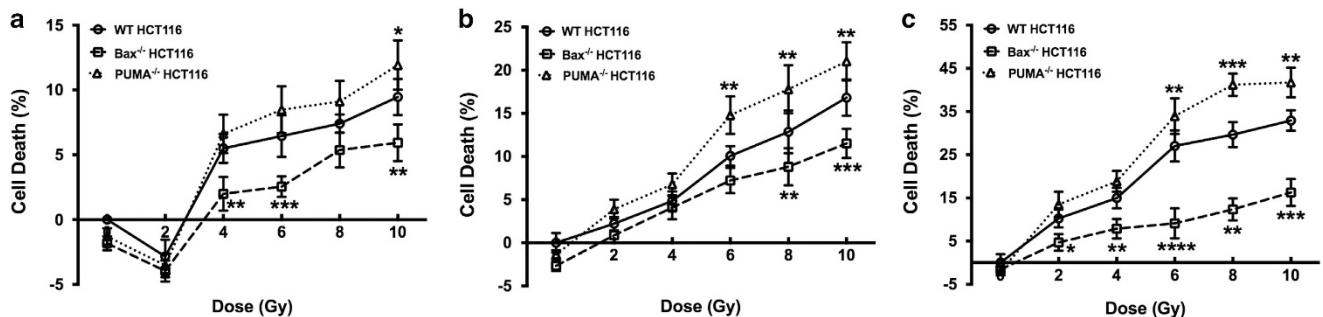 a
15
10
5
0
-5
Cell Death (%)
WT HCT116
Bax-/- HCT116
PUMA-/- HCT116
*
**
***
**
2 4 6 8 10
Dose (Gy)
b
25
20
15
10
5
0
-5
Cell Death (%)
WT HCT116
Bax-/- HCT116
PUMA-/- HCT116
** ** **
** ***
2 4 6 8 10
Dose (Gy)
c
55
45
35
25
15
5
-5
Cell Death (%)
WT HCT116
Bax-/- HCT116
PUMA-/- HCT116
** *** **
* ** **** ** ***
2 4 6 8 10
Dose (Gy)